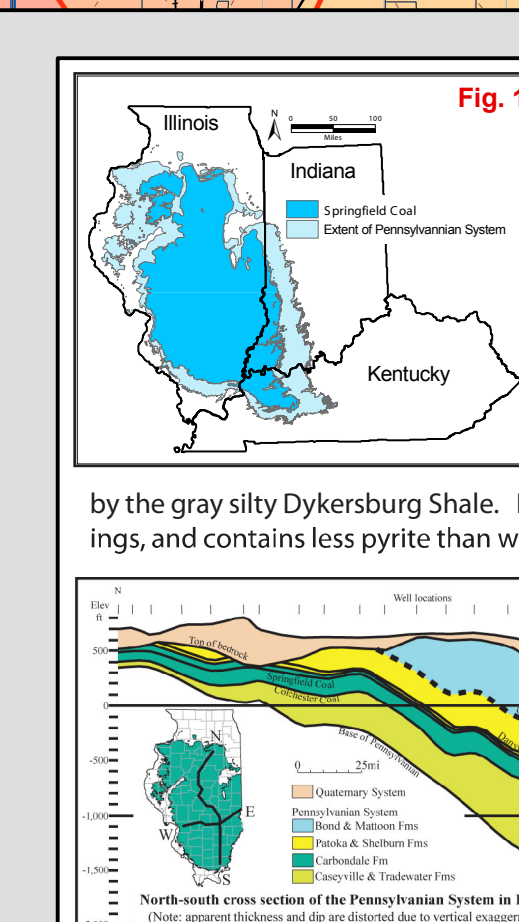 Fig. 1
Illinois
N
0 50 100
Miles
Indiana
Springfield Coal
Extent of Pennsylvannian System
Kentucky
by the gray silty Dykersburg Shale.
ings, and contains less pyrite than w
N
Elev
ft
Well locations
500
Top of bedrock
Springfield Coal
Colchester Coal
0
Base of Pennsylvanian
Danv
N
-500
0 25mi
Quaternary System
E
Pennsylvanian System
-1,000
Bond & Mattoon Fms
W
Patoka & Shelburn Fms
Carbondale Fm
-1,500
S
Caseyville & Tradewater Fms
North-south cross section of the Pennsylvanian System in
(Note: apparent thickness and dip are distorted due to vertical exagger